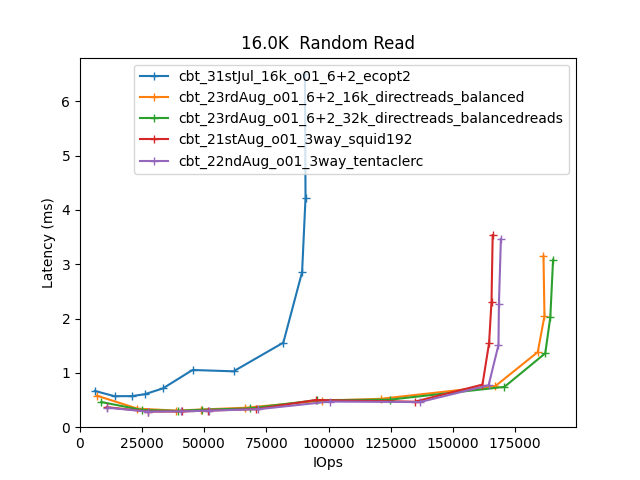 16.0K  Random Read
cbt_31stJul_16k_o01_6+2_ecopt2
cbt_23rdAug_o01_6+2_16k_directreads_balanced
cbt_23rdAug_o01_6+2_32k_directreads_balancedreads
cbt_21stAug_o01_3way_squid192
cbt_22ndAug_o01_3way_tentaclerc
Latency (ms)
6
5
4
3
2
1
0
0 25000 50000 75000 100000 125000 150000 175000
IOps